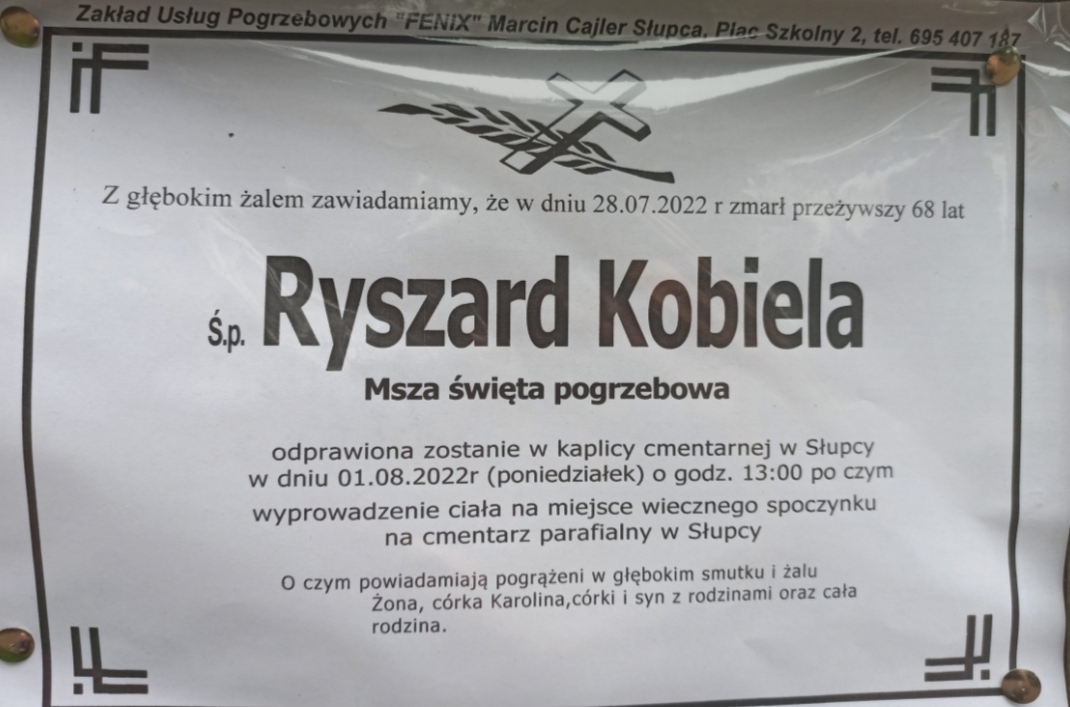 Zakład Usług Pogrzebowych "FENIX" Marcin Cajler Słupca, Plac Szkolny 2, tel. 695 407 187
Z głębokim żalem zawiadamiamy, że w dniu 28.07.2022 r zmarł przeżywszy 68 lat
Ś.p. Ryszard Kobiela
Msza święta pogrzebowa
odprawiona zostanie w kaplicy cmentarnej w Słupcy
w dniu 01.08.2022r (poniedziałek) o godz. 13:00 po czym
wyprowadzenie ciała na miejsce wiecznego spoczynku
na cmentarz parafialny w Słupcy
O czym powiadamiają pogrążeni w głębokim smutku i żalu
Żona, córka Karolina,córki i syn z rodzinami oraz cała
rodzina.